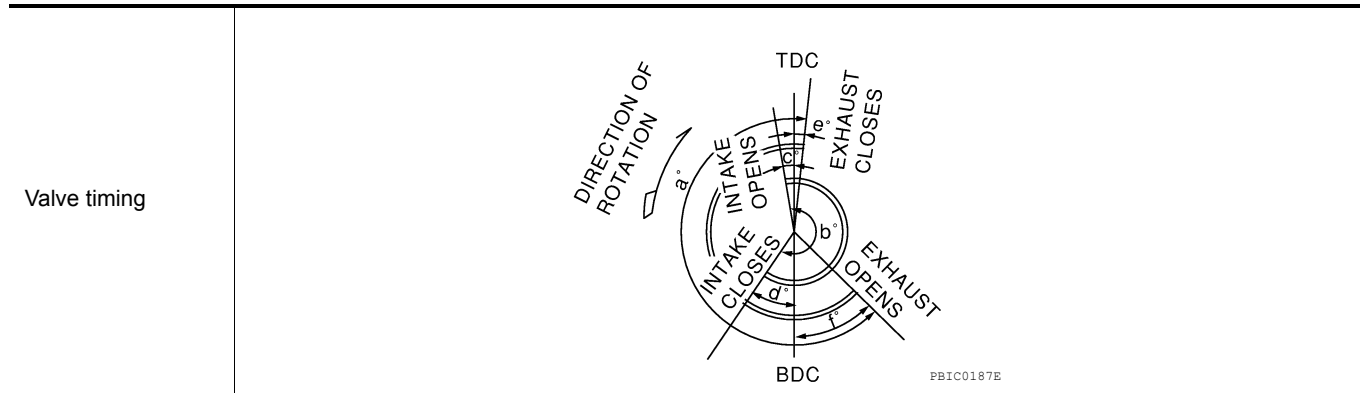 Valve timing
TDC
DIRECTION OF
ROTATION
a°
INTAKE
OPENS
c°
e°
EXHAUST
CLOSES
b°
INTAKE
CLOSES
d°
f°
EXHAUST
OPENS
BDC
PBIC0187E